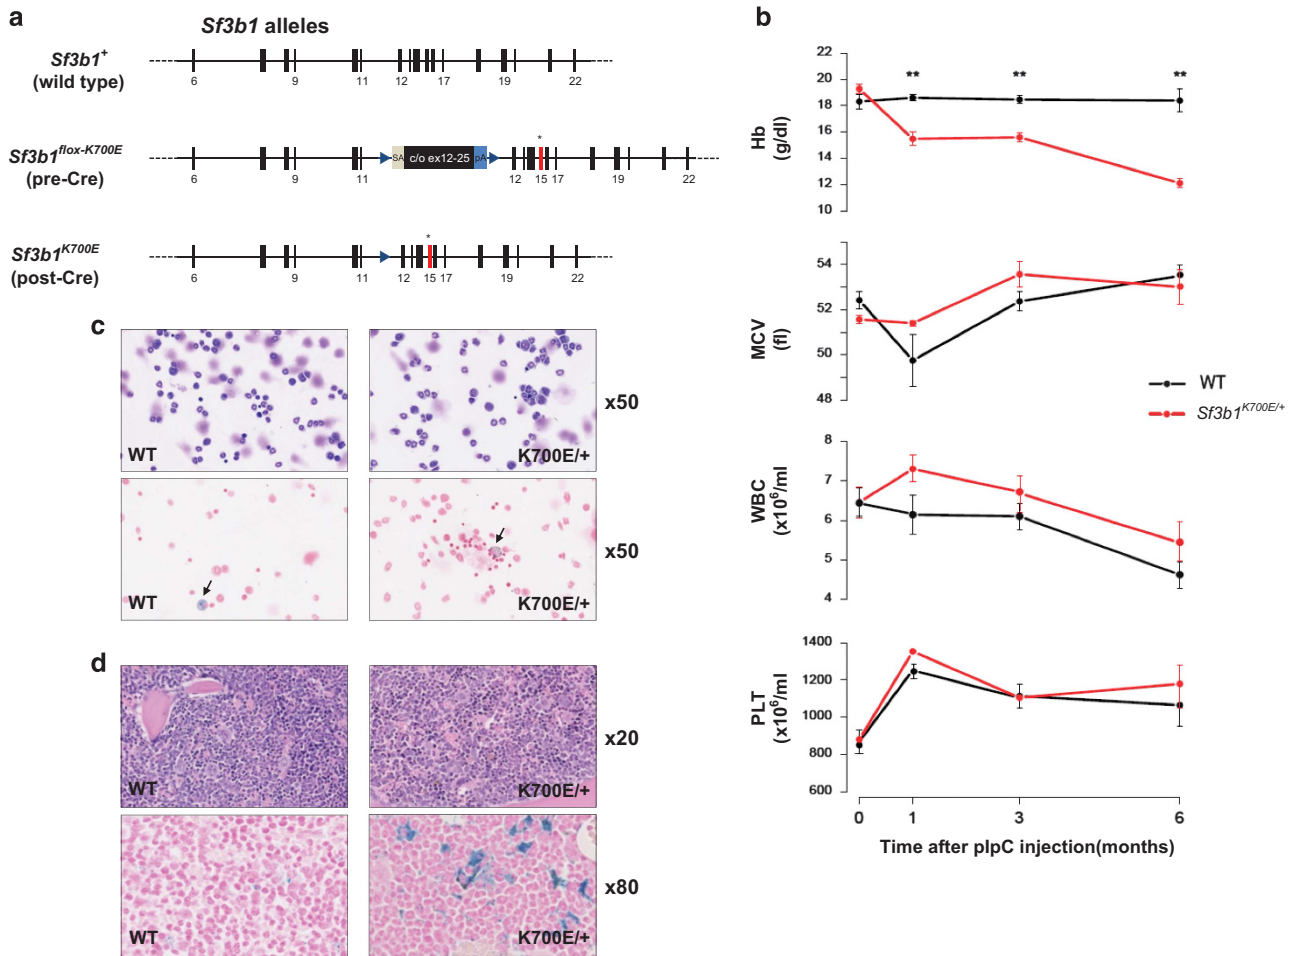 a
Sf3b1 alleles
Sf3b1+
(wild type)
6 9 11 12 17 19 22
Sf3b1flox-K700E
(pre-Cre)
*
SA c/o ex12-25 pA
6 9 11 12 15 17 19 22
Sf3b1K700E
(post-Cre)
*
6 9 11 12 15 17 19 22
c
WT
K700E/+
x50
WT
K700E/+
x50
d
WT
K700E/+
x20
WT
K700E/+
x80
b
Hb
(g/dl)
22
20
18
16
14
12
10
** ** **
MCV
(fl)
54
52
50
48
WT
Sf3b1K700E/+
WBC
(x106/ml)
8
7
6
5
4
PLT
(x106/ml)
1400
1200
1000
800
600
0 1 3 6
Time after pIpC injection(months)